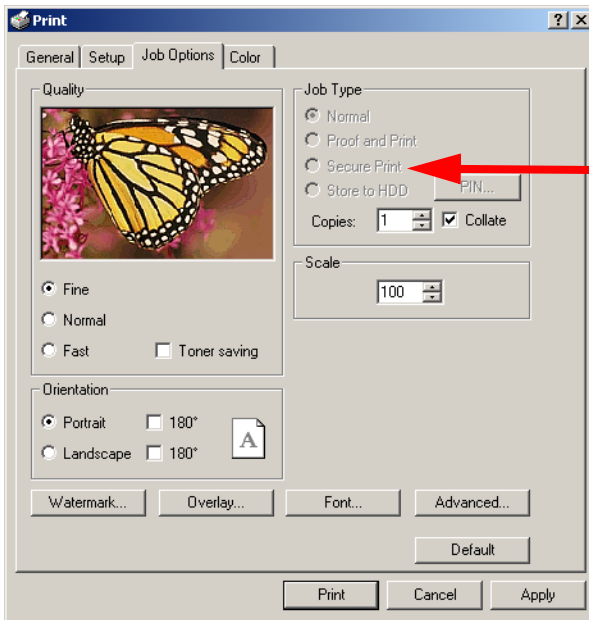 Print
General Setup Job Options Color
Quality
Fine
Normal
Fast Toner saving
Orientation
Portrait 180°
Landscape 180°
A
Job Type
Normal
Proof and Print
Secure Print
Store to HDD PIN...
Copies: 1 Collate
Scale
100
Watermark... Overlay... Font... Advanced...
Default
Print Cancel Apply